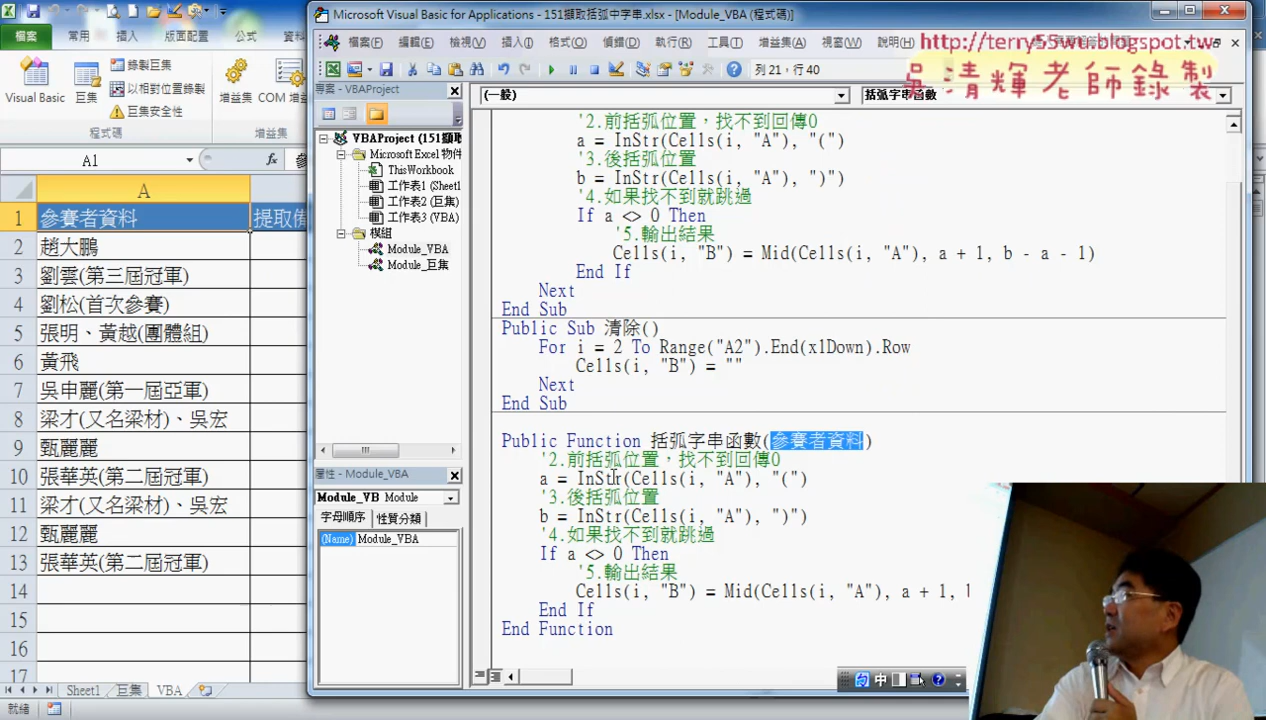 Microsoft Visual Basic for Applications - 151擷取括弧中字串.xlsx - [Module_VBA (程式碼)]
檔案 常用 插入 版面配置 公式 資料
檔案(F) 編輯(E) 檢視(V) 插入(I) 格式(O) 偵錯(D) 執行(R) 工具(T) 增益集(A) 視窗(W) 說明(H)
http://terry55wu.blogspot.tw
吳清輝老師錄製
列 21，行 40
Visual Basic 巨集
錄製巨集
以相對位置錄製
巨集安全性
增益集 COM 增益
程式碼 增益集
專案 - VBAProject
(一般) 括弧字串函數
A1 fx
VBAProject (151擷取
Microsoft Excel 物件
ThisWorkbook
工作表1 (Sheet1
工作表2 (巨集)
工作表3 (VBA)
模組
Module_VBA
Module_巨集
屬性 - Module_VBA
Module_VB Module
字母順序 性質分類
(Name) Module_VBA
A
1 參賽者資料 提取備
2 趙大鵬
3 劉雲(第三屆冠軍)
4 劉松(首次參賽)
5 張明、黃越(團體組)
6 黃飛
7 吳申麗(第一屆亞軍)
8 梁才(又名梁材)、吳宏
9 甄麗麗
10 張華英(第二屆冠軍)
11 梁才(又名梁材)、吳宏
12 甄麗麗
13 張華英(第二屆冠軍)
14
15
16
17
Sheet1 巨集 VBA
就緒
'2.前括弧位置，找不到回傳0
a = InStr(Cells(i, "A"), "(")
'3.後括弧位置
b = InStr(Cells(i, "A"), ")")
'4.如果找不到就跳過
If a <> 0 Then
'5.輸出結果
Cells(i, "B") = Mid(Cells(i, "A"), a + 1, b - a - 1)
End If
Next
End Sub
Public Sub 清除()
For i = 2 To Range("A2").End(xlDown).Row
Cells(i, "B") = ""
Next
End Sub
Public Function 括弧字串函數(參賽者資料)
'2.前括弧位置，找不到回傳0
a = InStr(Cells(i, "A"), "(")
'3.後括弧位置
b = InStr(Cells(i, "A"), ")")
'4.如果找不到就跳過
If a <> 0 Then
'5.輸出結果
Cells(i, "B") = Mid(Cells(i, "A"), a + 1, b
End If
End Function
中